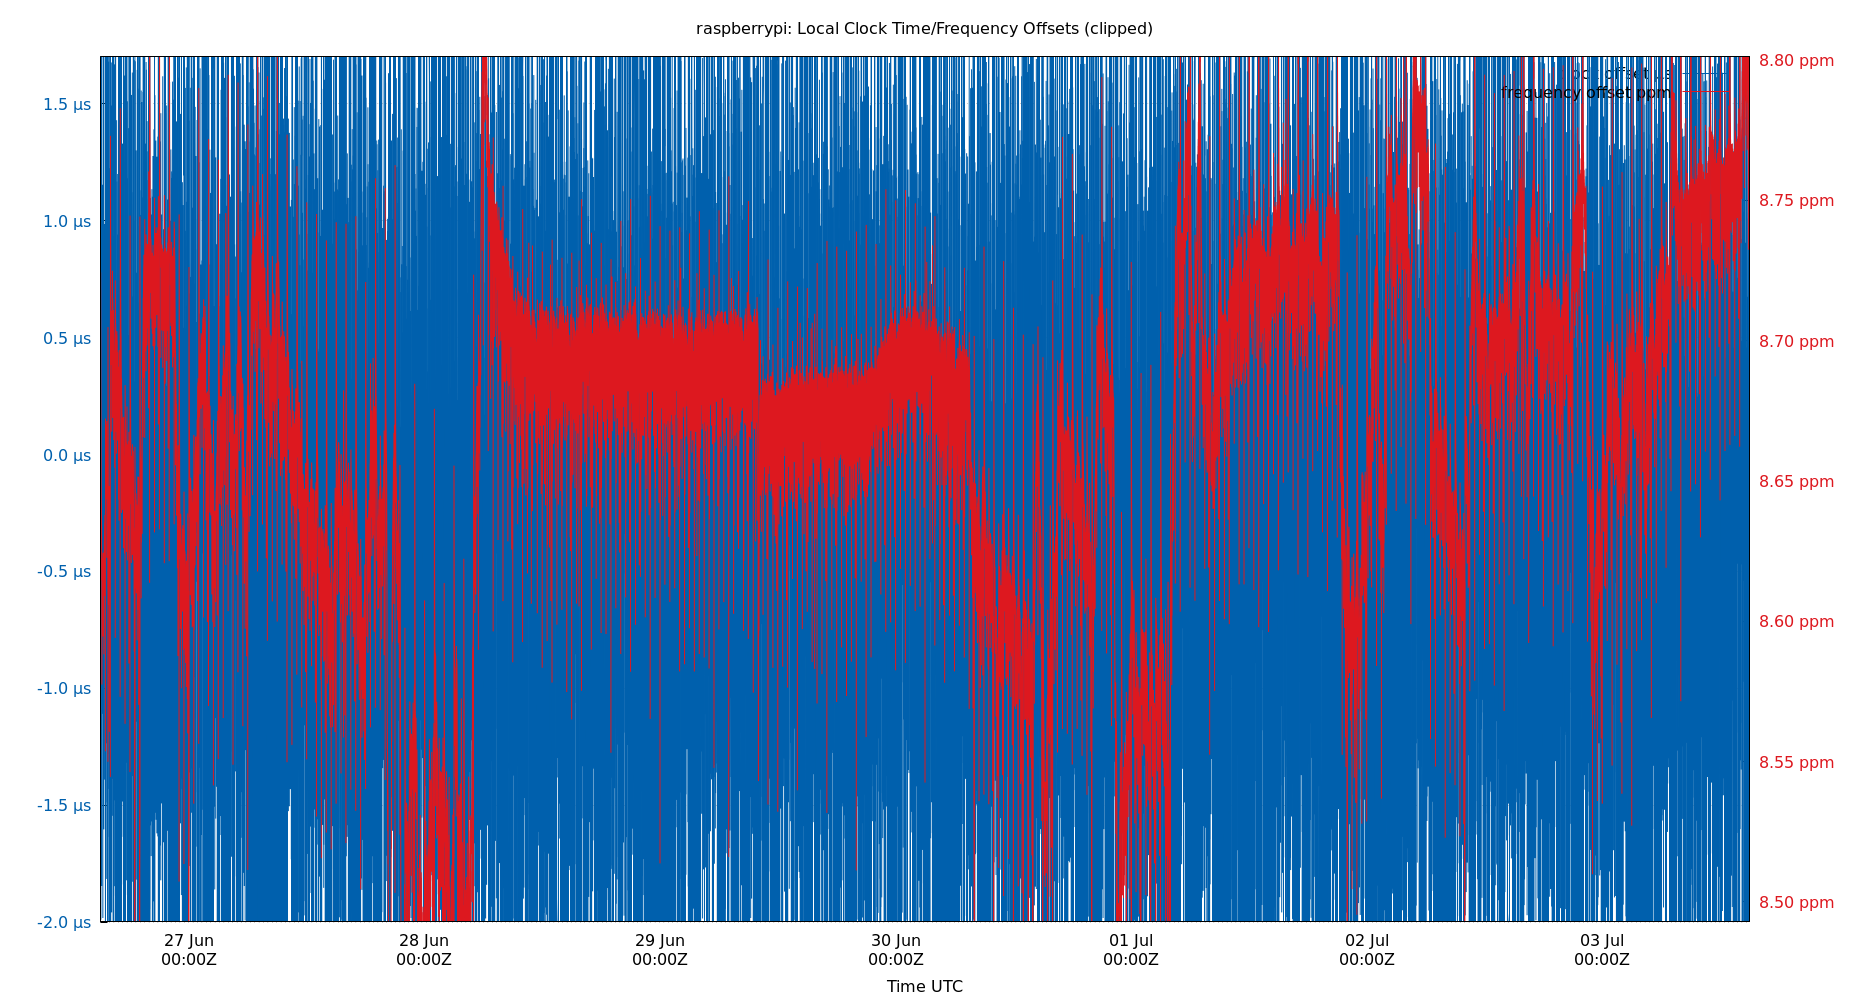 raspberrypi: Local Clock Time/Frequency Offsets (clipped)
8.80 ppm
offset
frequency offset ppm
1.5 µs
1.0 µs
8.75 ppm
0.5 µs
8.70 ppm
0.0 µs
8.65 ppm
-0.5 µs
8.60 ppm
-1.0 µs
8.55 ppm
-1.5 µs
8.50 ppm
-2.0 µs
27 Jun
00:00Z
28 Jun
00:00Z
29 Jun
00:00Z
30 Jun
00:00Z
01 Jul
00:00Z
02 Jul
00:00Z
03 Jul
00:00Z
Time UTC